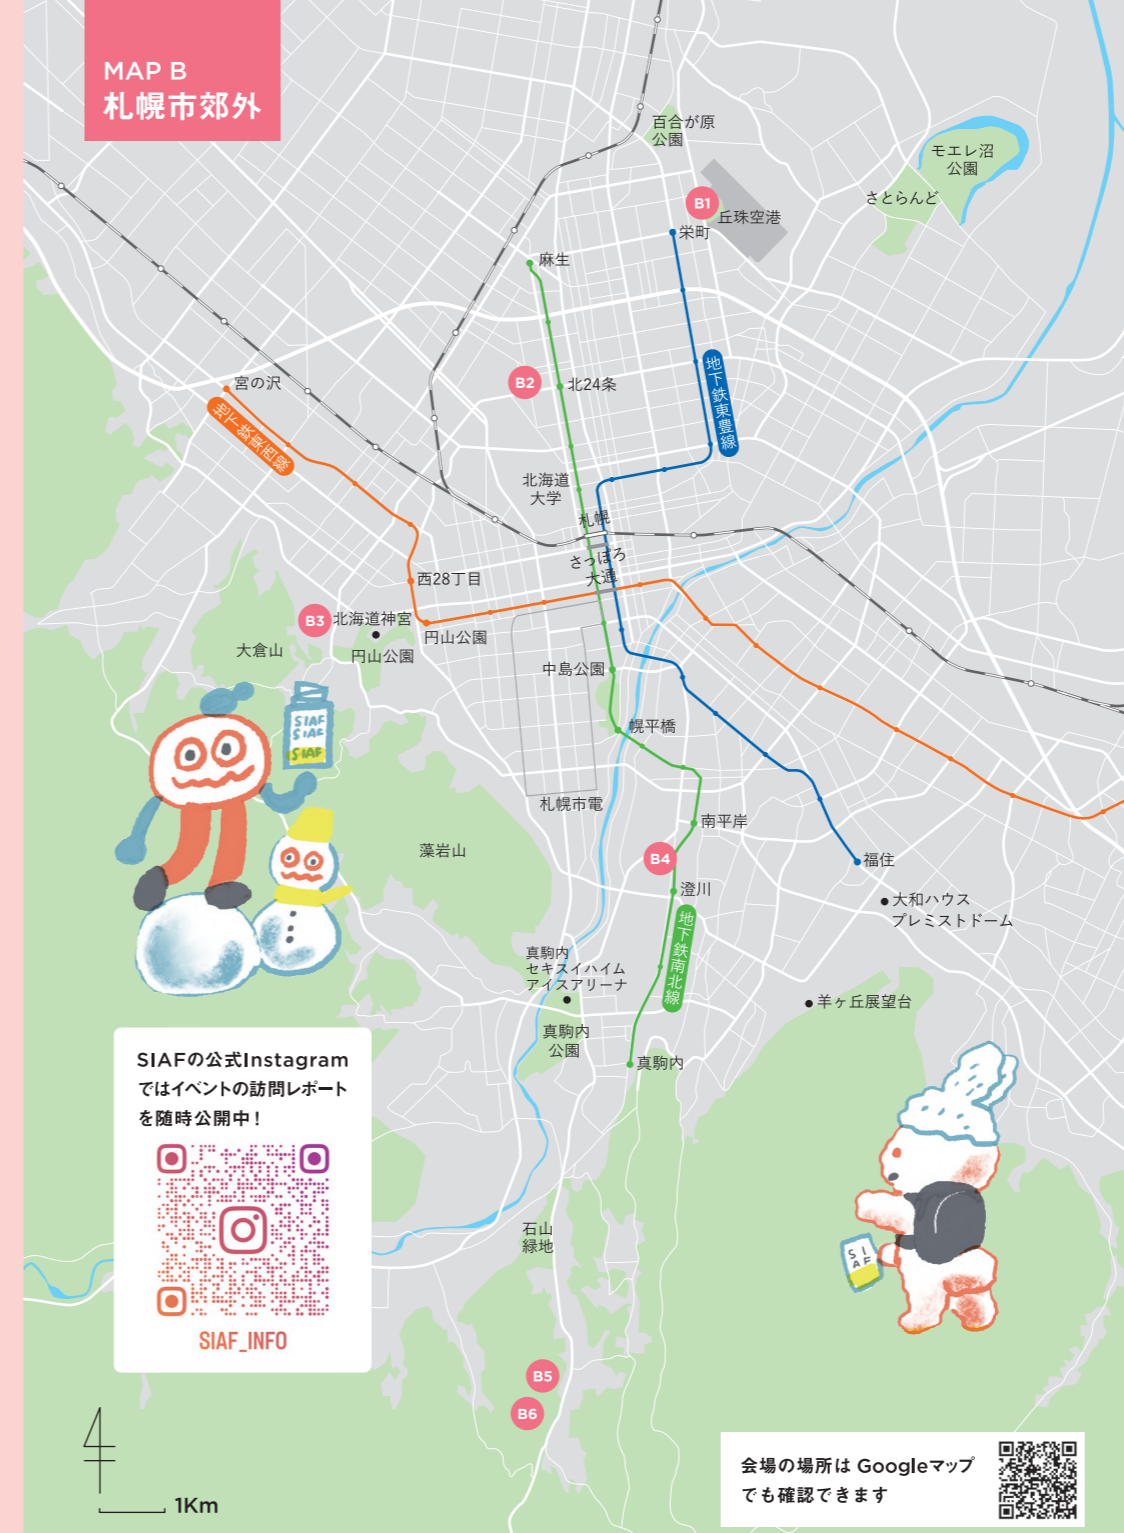 MAP B
札幌市郊外
百合が原
公園
モエレ沼
公園
さとらんど
B1
丘珠空港
栄町
麻生
地下鉄東豊線
B2
北24条
宮の沢
地下鉄東西線
北海道
大学
札幌
さっぽろ
大通
西28丁目
B3
北海道神宮
円山公園
円山公園
大倉山
中島公園
幌平橋
SIAF
SIAF
SIAF
札幌市電
南平岸
藻岩山
B4
澄川
福住
大和ハウス
プレミストドーム
地下鉄南北線
真駒内
セキスイハイム
アイスアリーナ
羊ヶ丘展望台
真駒内
公園
真駒内
SIAFの公式Instagram
ではイベントの訪問レポート
を随時公開中！
SIAF_INFO
石山
緑地
SI
AF
B5
B6
1Km
会場の場所は Googleマップ
でも確認できます